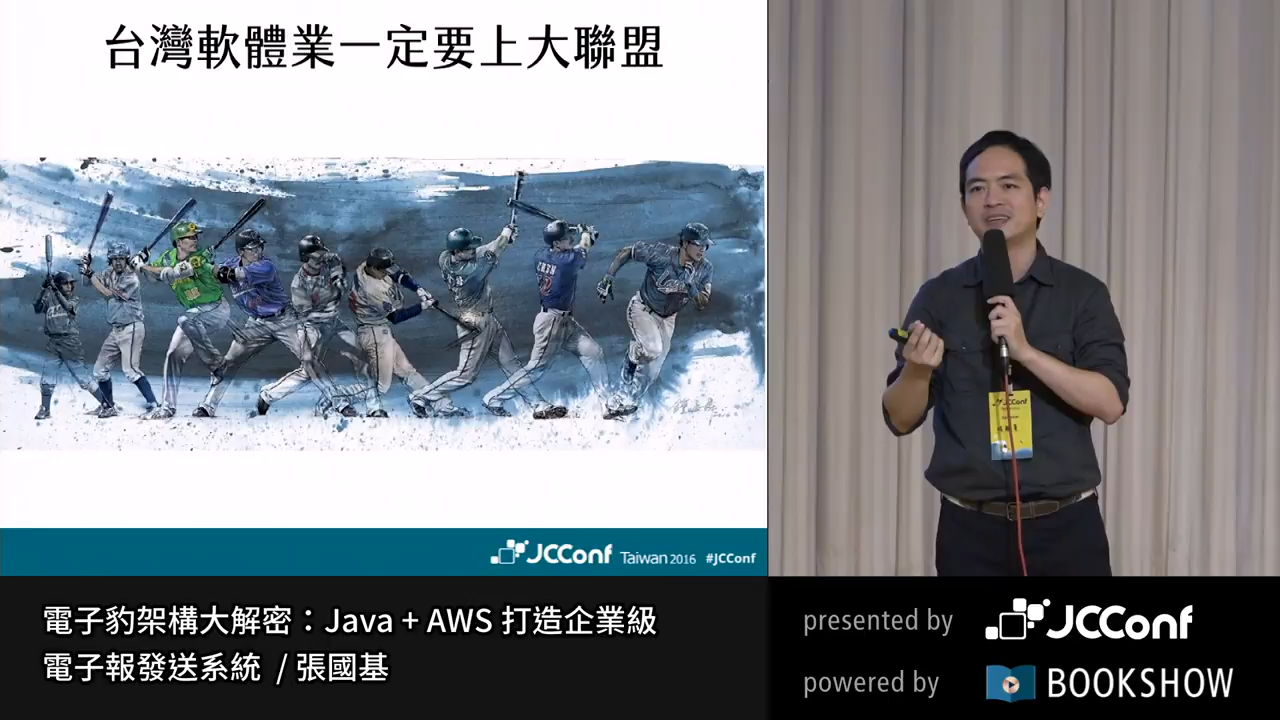 台灣軟體業一定要上大聯盟
JCConf Taiwan 2016 #JCConf
電子豹架構大解密：Java + AWS 打造企業級
電子報發送系統 / 張國基
JCConf
presented by JCConf
powered by BOOKSHOW